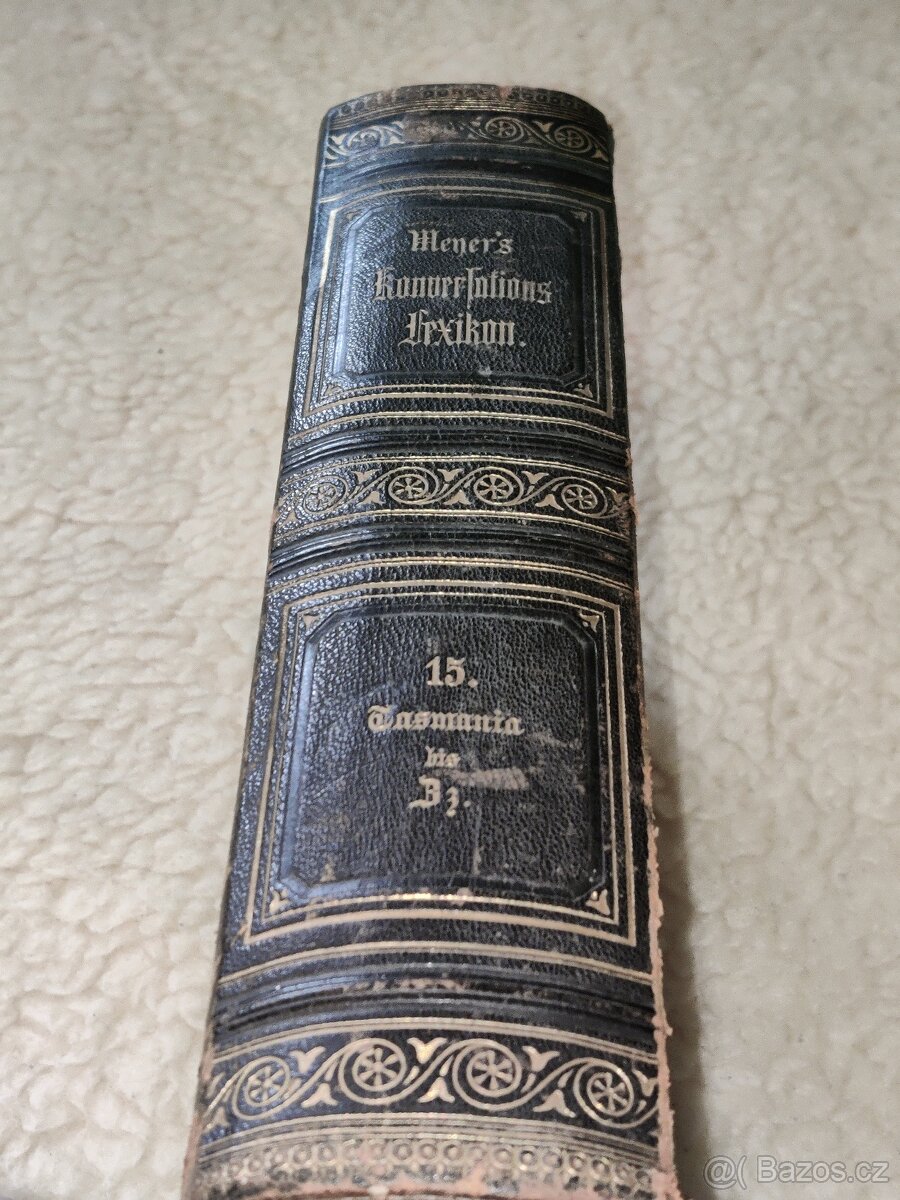 Meyer's
Konversations
Lexikon.
15.
Tasmania
bis
Zz.
@( Bazos.cz